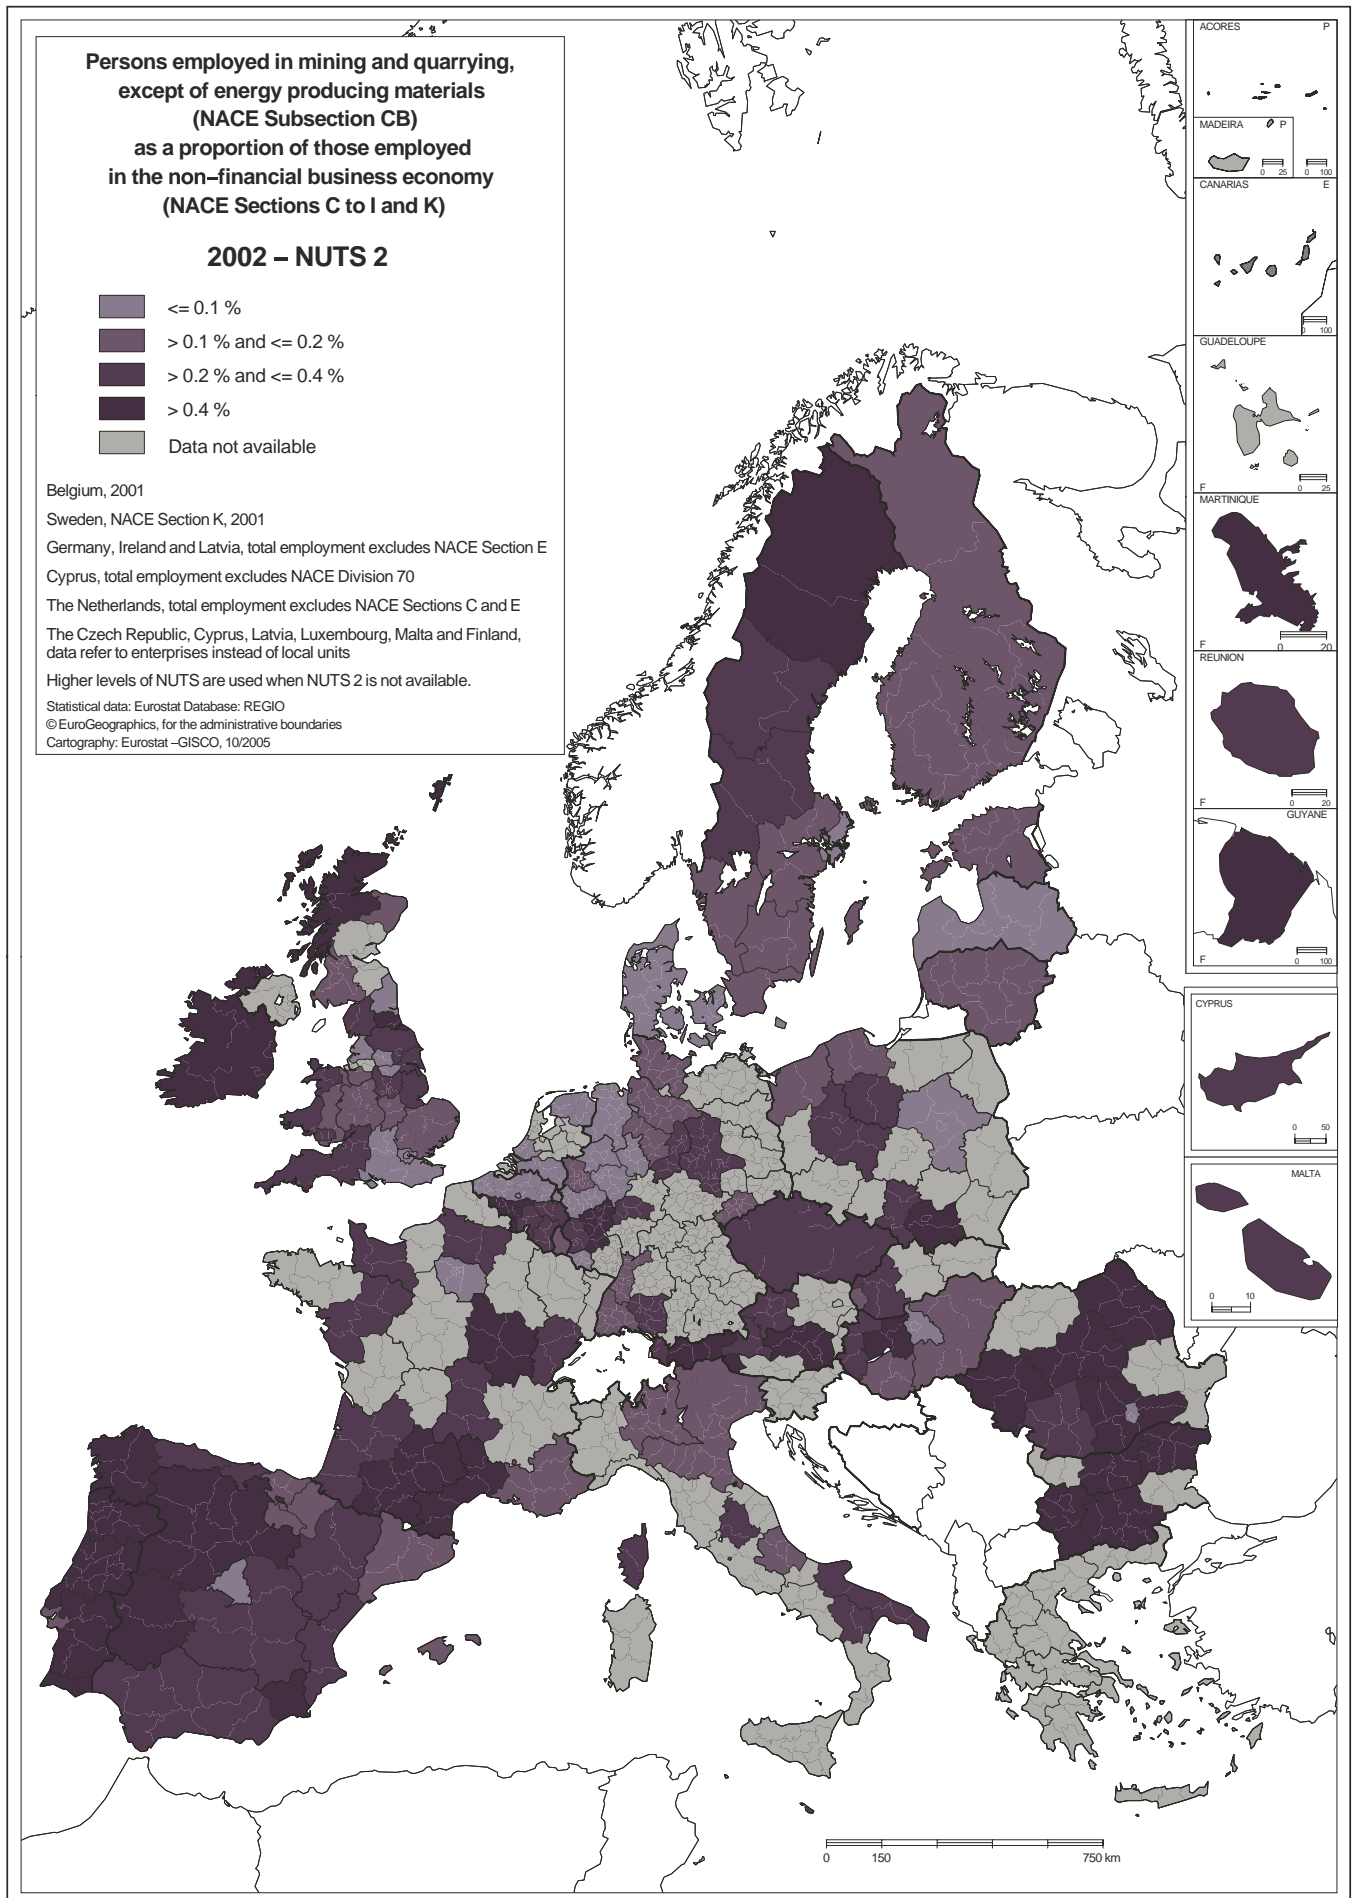 Persons employed in mining and quarrying,
except of energy producing materials
(NACE Subsection CB)
as a proportion of those employed
in the non–financial business economy
(NACE Sections C to I and K)
2002 – NUTS 2
<= 0.1 %
> 0.1 % and <= 0.2 %
> 0.2 % and <= 0.4 %
> 0.4 %
Data not available
Belgium, 2001
Sweden, NACE Section K, 2001
Germany, Ireland and Latvia, total employment excludes NACE Section E
Cyprus, total employment excludes NACE Division 70
The Netherlands, total employment excludes NACE Sections C and E
The Czech Republic, Cyprus, Latvia, Luxembourg, Malta and Finland,
data refer to enterprises instead of local units
Higher levels of NUTS are used when NUTS 2 is not available.
Statistical data: Eurostat Database: REGIO
© EuroGeographics, for the administrative boundaries
Cartography: Eurostat –GISCO, 10/2005
ACORES P
MADEIRA P
0 25 0 100
CANARIAS E
0 100
GUADELOUPE
F 0 25
MARTINIQUE
F 0 20
REUNION
F 0 20
GUYANE
F 0 100
CYPRUS
0 50
MALTA
0 10
0 150 750 km